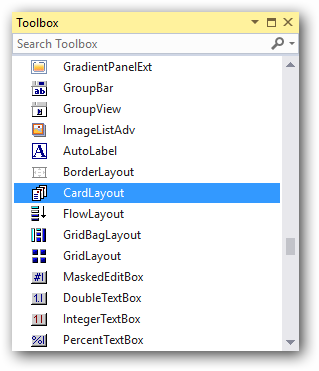 Toolbox
Search Toolbox
GradientPanelExt
GroupBar
GroupView
ImageListAdv
AutoLabel
BorderLayout
CardLayout
FlowLayout
GridBagLayout
GridLayout
MaskedEditBox
DoubleTextBox
IntegerTextBox
PercentTextBox